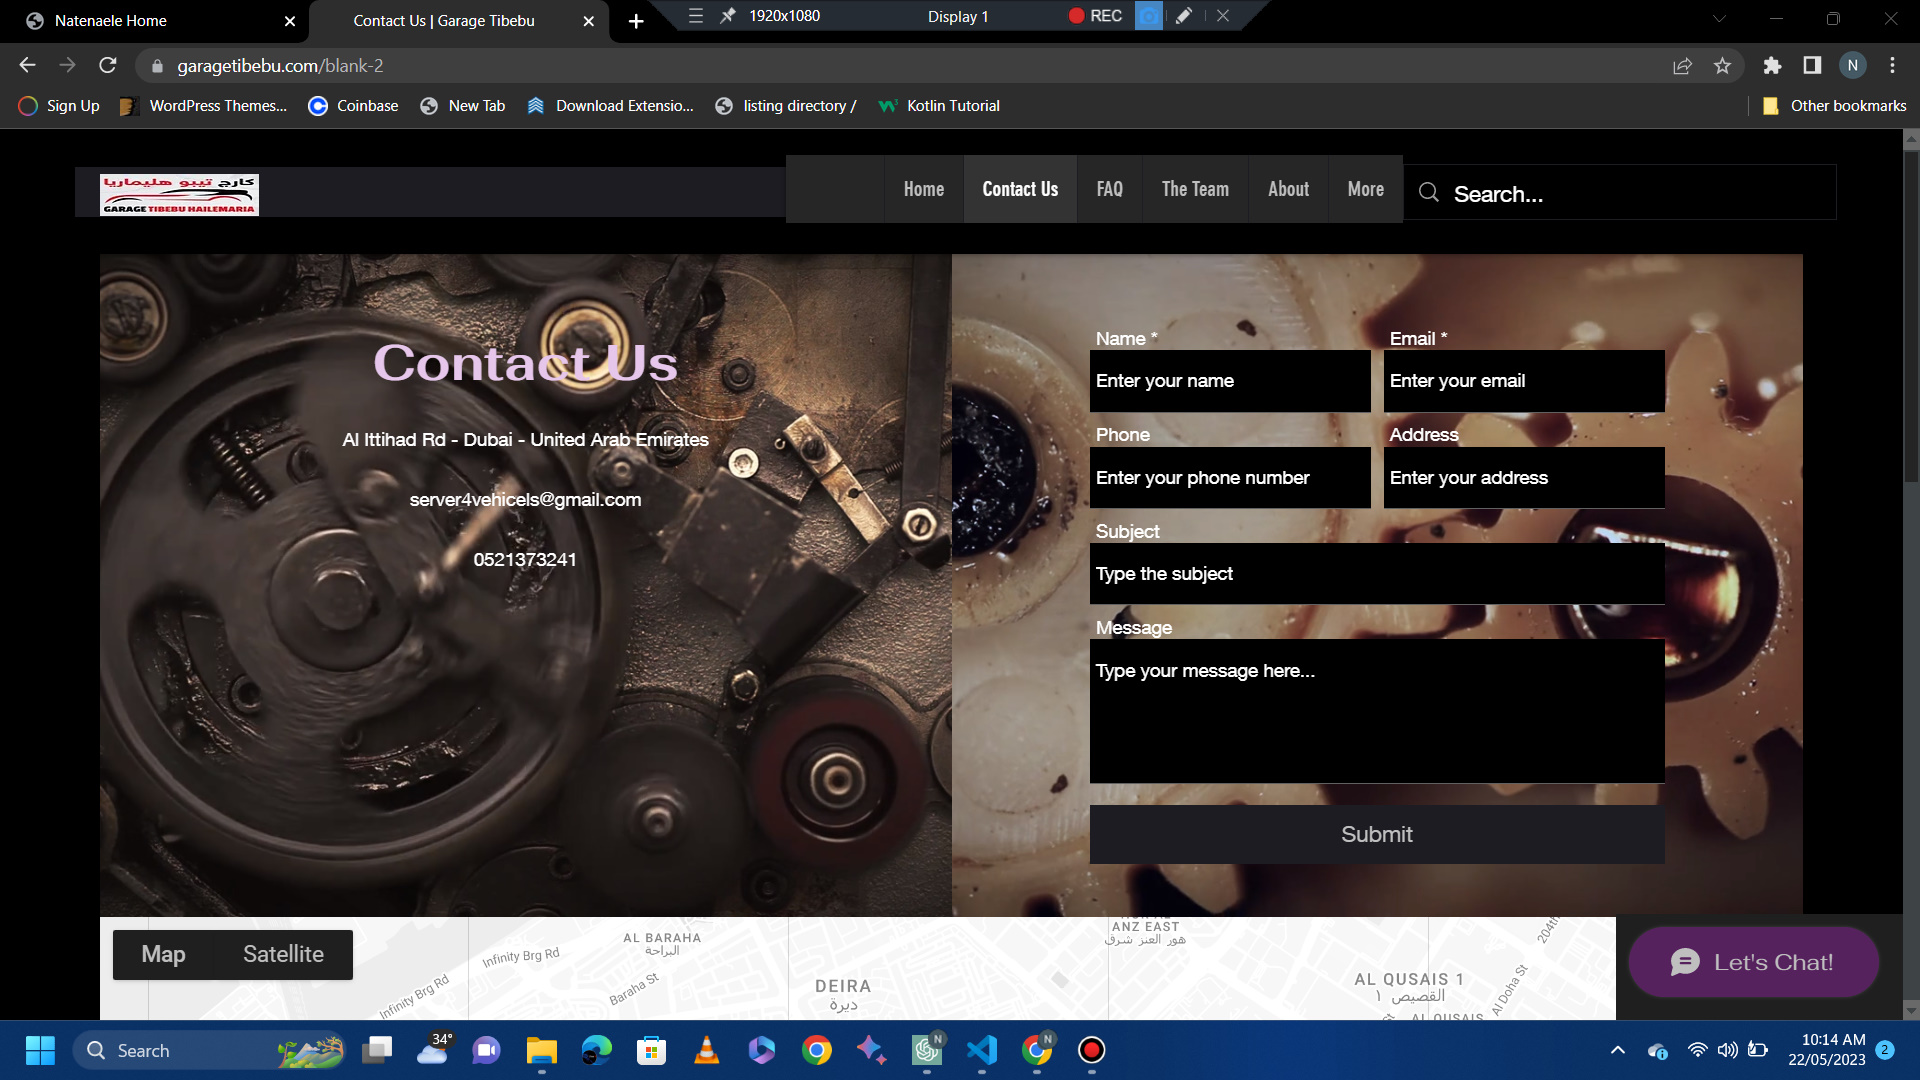 Natenaele Home
Contact Us | Garage Tibebu
1920x1080
Display 1
REC
garagetibebu.com/blank-2
N
Sign Up
WordPress Themes...
Coinbase
New Tab
Download Extensio...
listing directory /
Kotlin Tutorial
Other bookmarks
كارج تيبو هليماريا
GARAGE TIBEBU HAILEMARIA
Home
Contact Us
FAQ
The Team
About
More
Search...
Contact Us
Al Ittihad Rd - Dubai - United Arab Emirates
server4vehicels@gmail.com
0521373241
Name *
Email *
Enter your name
Enter your email
Phone
Address
Enter your phone number
Enter your address
Subject
Type the subject
Message
Type your message here...
Submit
Map
Satellite
Infinity Brg Rd
Infinity Brg Rd
AL BARAHA
البراحة
Baraha St
DEIRA
ديرة
ANZ EAST
هور العنز شرق
204th
AL QUSAIS 1
القصيص ١
Al Doha St
AL QUSAIS
Let's Chat!
Search
34°
N
N
10:14 AM
22/05/2023
2